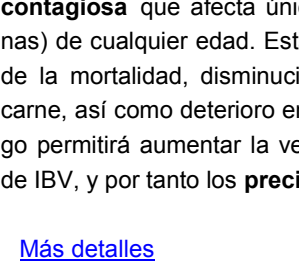 contagiosa que afecta úni
nas) de cualquier edad. Est
de la mortalidad, disminuci
carne, así como deterioro en
go permitirá aumentar la ve
de IBV, y por tanto los preci
Más detalles